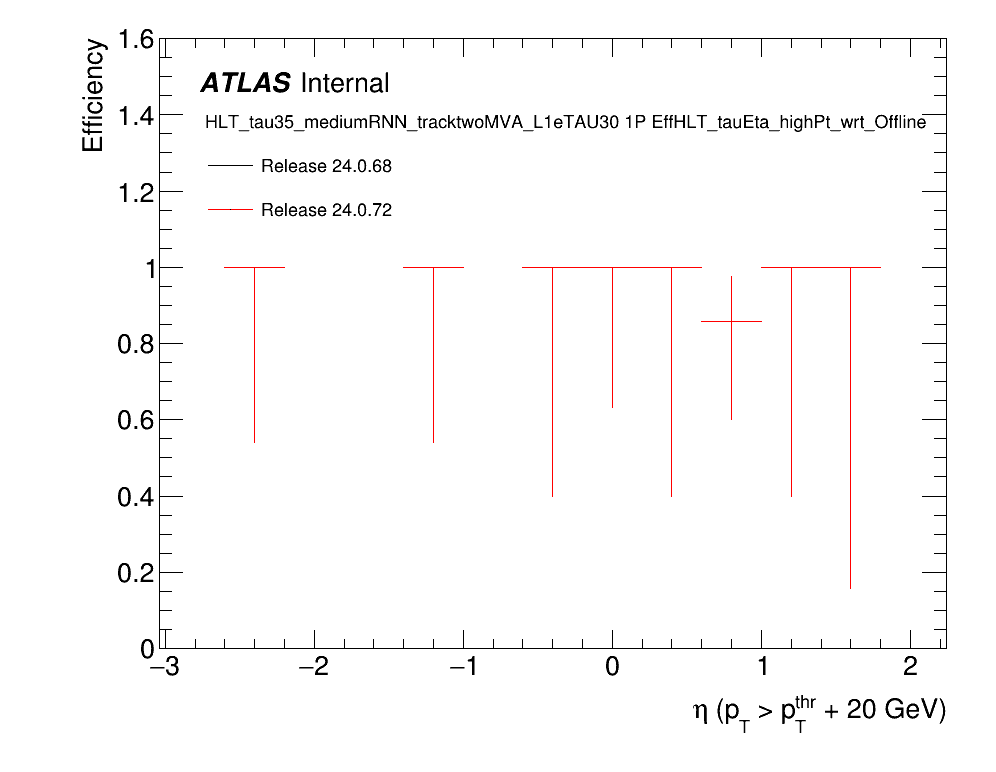 Efficiency
1.6
1.4
1.2
1
0.8
0.6
0.4
0.2
0
ATLAS Internal
HLT_tau35_mediumRNN_tracktwoMVA_L1eTAU30 1P EffHLT_tauEta_highPt_wrt_Offline
Release 24.0.68
Release 24.0.72
−3 −2 −1 0 1 2
η (p_T > p_T^thr + 20 GeV)